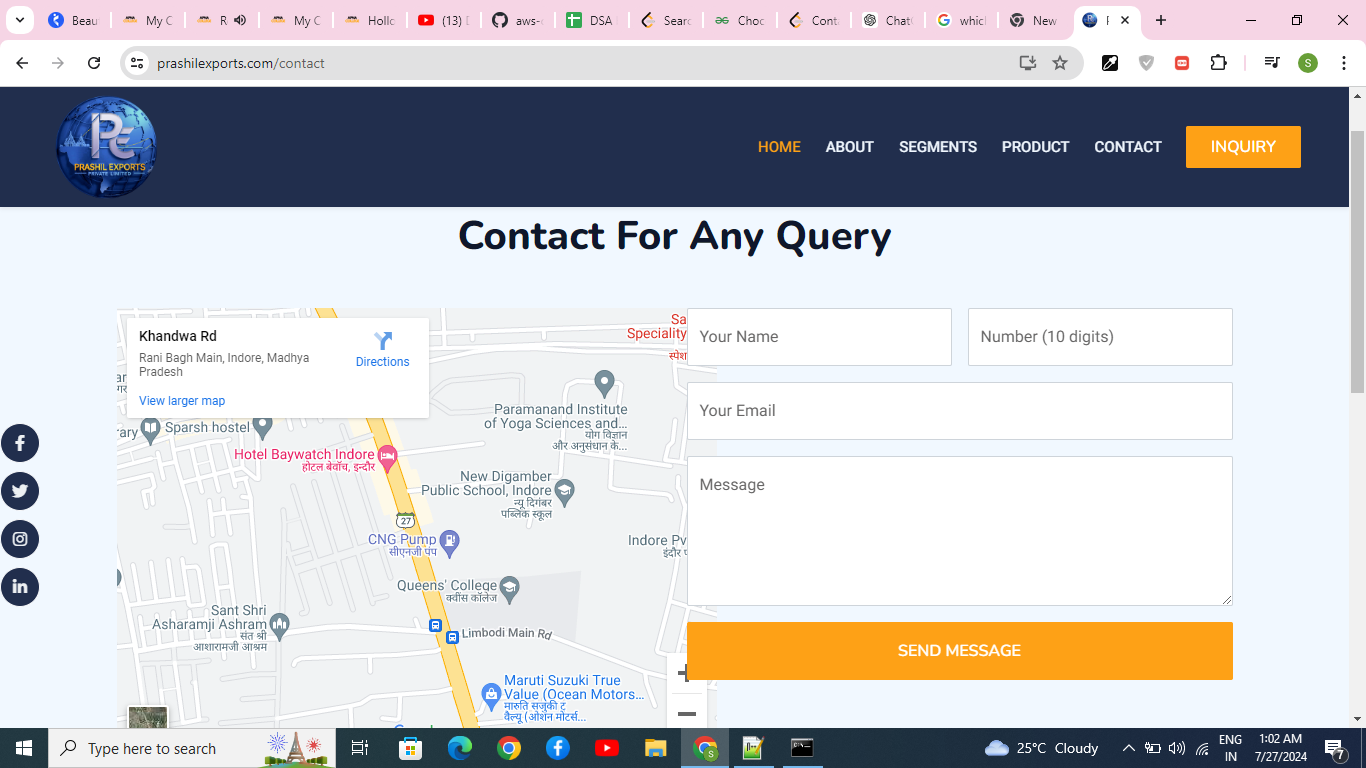 Beau
My C
R
My C
Hollo
(13) D
aws-c
DSA
Searc
Choc
Cont
ChatG
which
New
prashilexports.com/contact
S
PE
PRASHIL EXPORTS
PRIVATE LIMITED
HOME
ABOUT
SEGMENTS
PRODUCT
CONTACT
INQUIRY
Contact For Any Query
Khandwa Rd
Rani Bagh Main, Indore, Madhya
Pradesh
Directions
View larger map
Sa
Speciality
स्पेश
Paramanand Institute
of Yoga Sciences and...
योग विज्ञान
और अनुसंधान के...
rary
Sparsh hostel
Hotel Baywatch Indore
होटल बेवॉच, इन्दौर
New Digamber
Public School, Indore
न्यू दिगंबर
पब्लिक स्कूल
27
CNG Pump
सीएनजी पंप
Indore Pv
इंदौर
Queens' College
क्वींस कॉलेज
Sant Shri
Asharamji Ashram
संत श्री
आशारामजी आश्रम
Limbodi Main Rd
Maruti Suzuki True
Value (Ocean Motors...
मारुति सुजुकी ट
वैल्यू (ओशन मोटर्स...
Your Name
Number (10 digits)
Your Email
Message
SEND MESSAGE
Type here to search
25°C Cloudy
ENG
IN
1:02 AM
7/27/2024
7